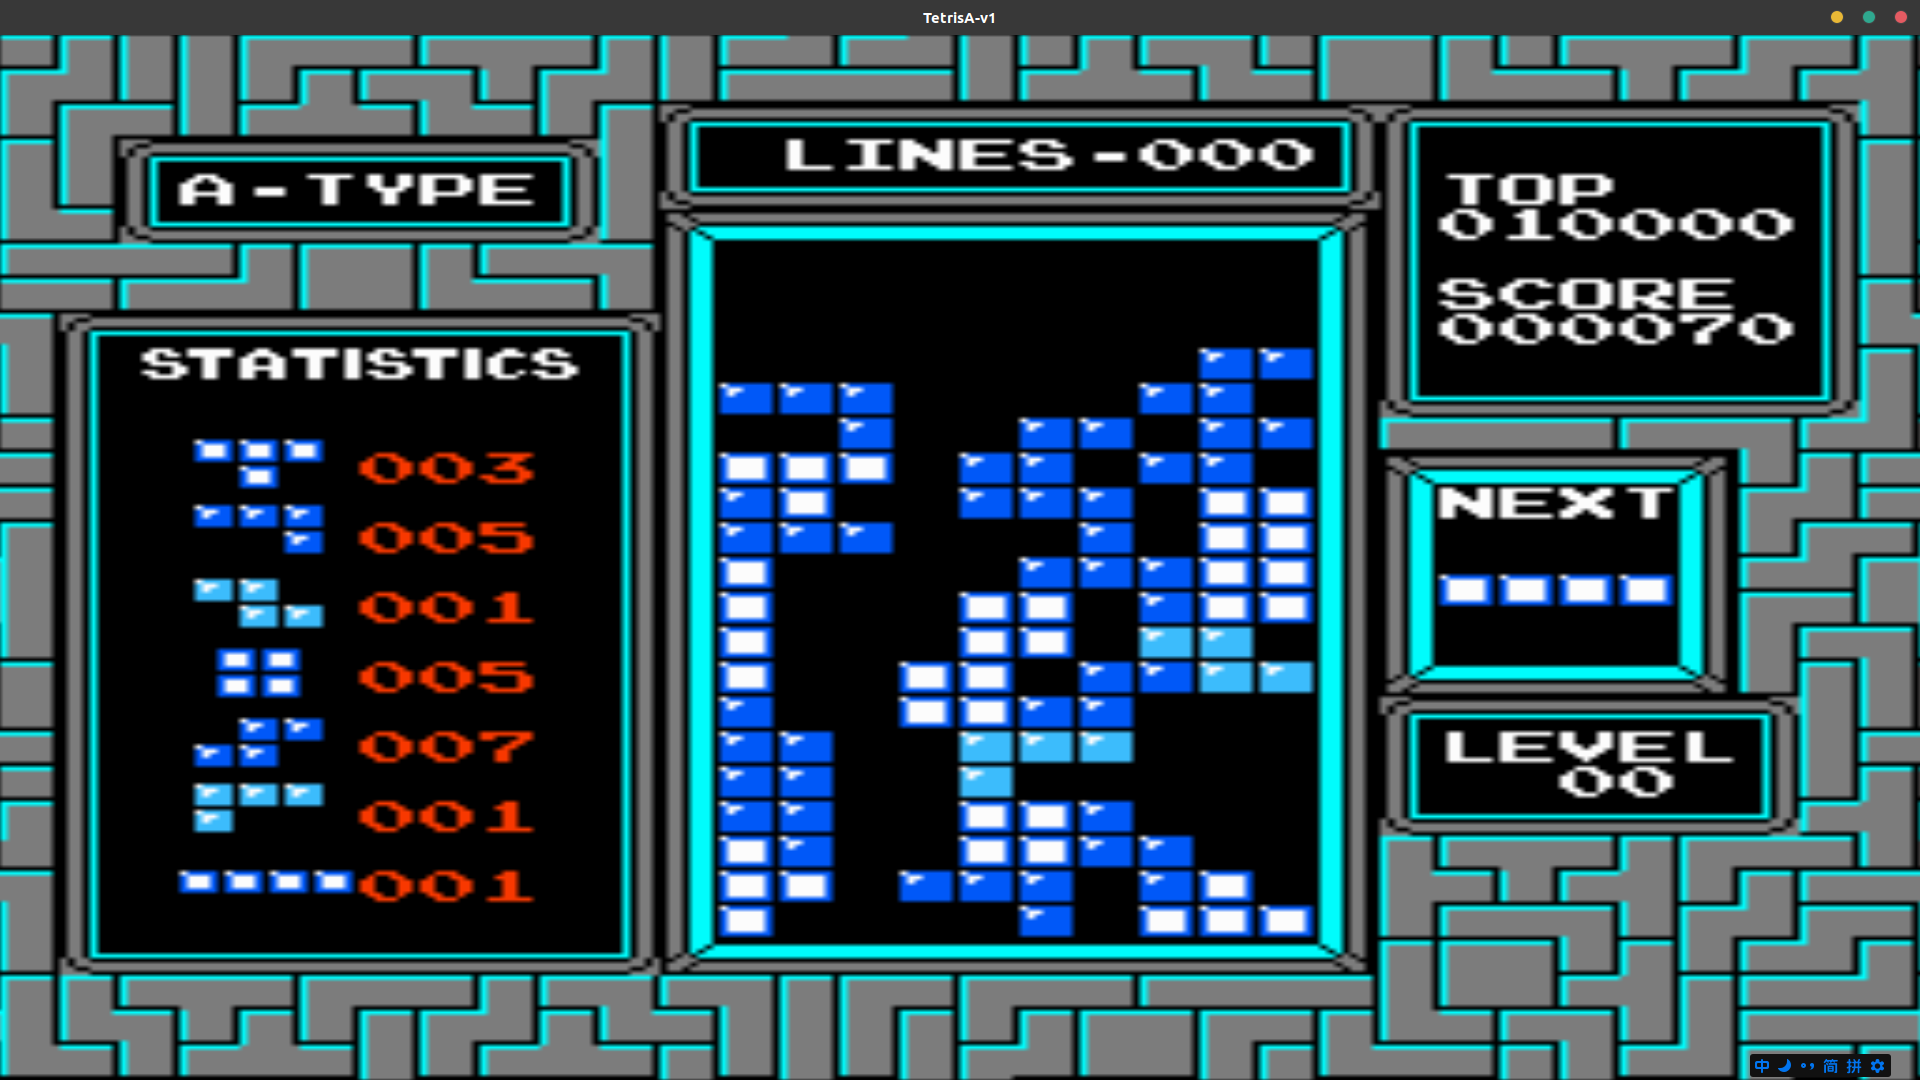 TetrisA-v1
LINES-000
A-TYPE
TOP
010000
SCORE
000070
STATISTICS
003
005
001
005
007
001
001
NEXT
LEVEL
00
中 简 拼